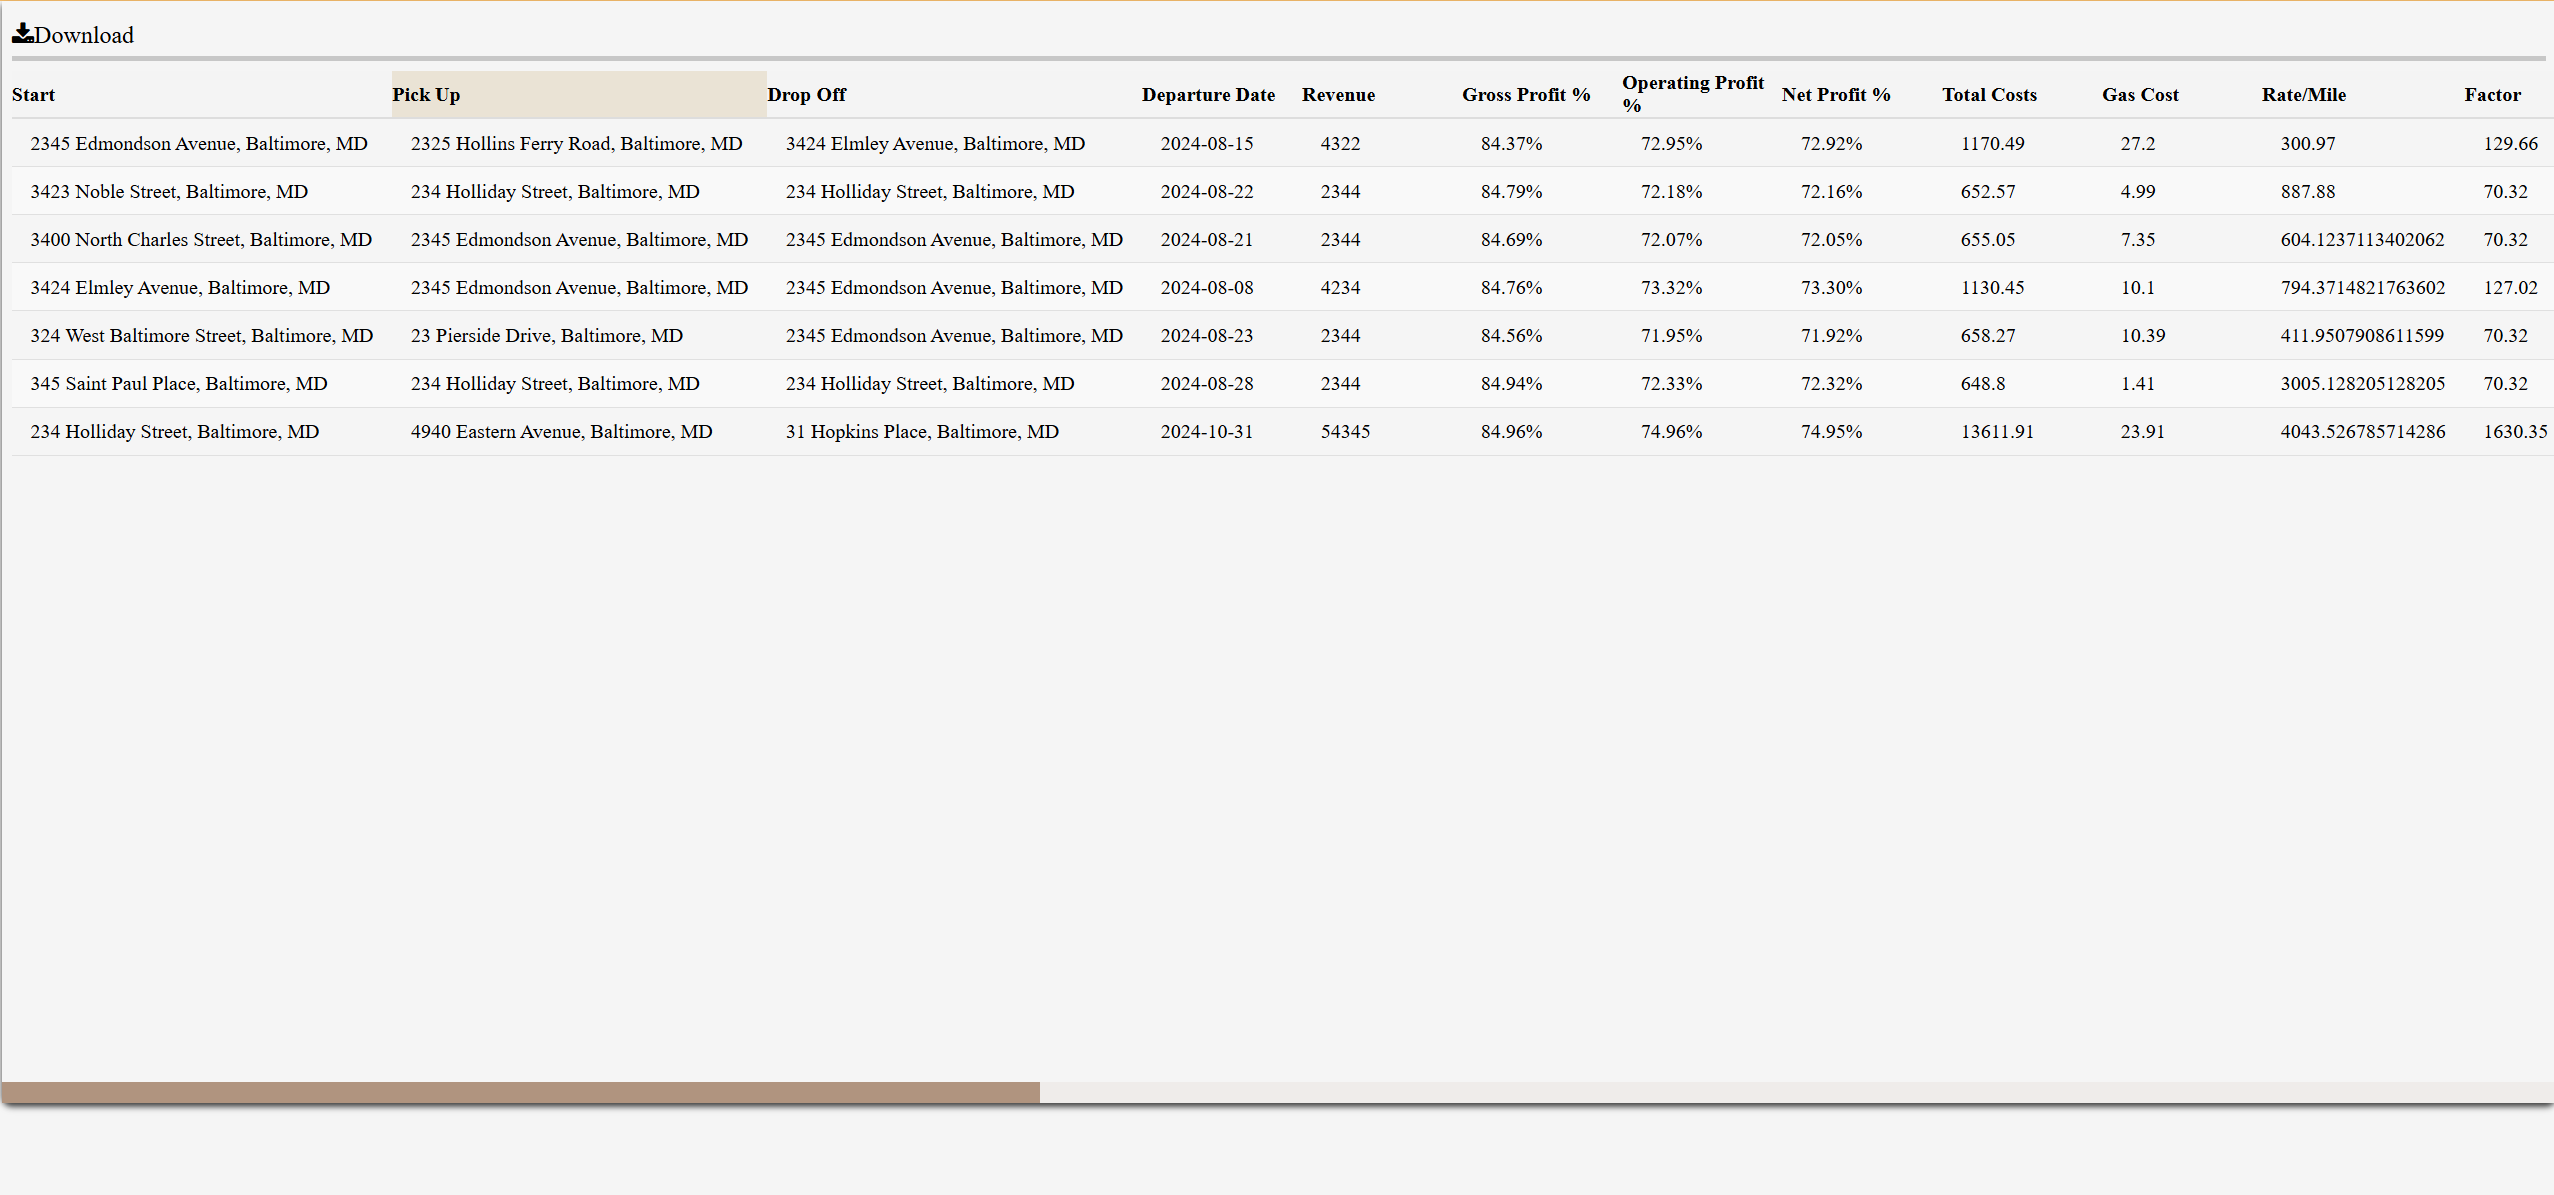 Download
Start Pick Up Drop Off Departure Date Revenue Gross Profit % Operating Profit % Net Profit % Total Costs Gas Cost Rate/Mile Factor
2345 Edmondson Avenue, Baltimore, MD 2325 Hollins Ferry Road, Baltimore, MD 3424 Elmley Avenue, Baltimore, MD 2024-08-15 4322 84.37% 72.95% 72.92% 1170.49 27.2 300.97 129.66
3423 Noble Street, Baltimore, MD 234 Holliday Street, Baltimore, MD 234 Holliday Street, Baltimore, MD 2024-08-22 2344 84.79% 72.18% 72.16% 652.57 4.99 887.88 70.32
3400 North Charles Street, Baltimore, MD 2345 Edmondson Avenue, Baltimore, MD 2345 Edmondson Avenue, Baltimore, MD 2024-08-21 2344 84.69% 72.07% 72.05% 655.05 7.35 604.1237113402062 70.32
3424 Elmley Avenue, Baltimore, MD 2345 Edmondson Avenue, Baltimore, MD 2345 Edmondson Avenue, Baltimore, MD 2024-08-08 4234 84.76% 73.32% 73.30% 1130.45 10.1 794.3714821763602 127.02
324 West Baltimore Street, Baltimore, MD 23 Pierside Drive, Baltimore, MD 2345 Edmondson Avenue, Baltimore, MD 2024-08-23 2344 84.56% 71.95% 71.92% 658.27 10.39 411.9507908611599 70.32
345 Saint Paul Place, Baltimore, MD 234 Holliday Street, Baltimore, MD 234 Holliday Street, Baltimore, MD 2024-08-28 2344 84.94% 72.33% 72.32% 648.8 1.41 3005.128205128205 70.32
234 Holliday Street, Baltimore, MD 4940 Eastern Avenue, Baltimore, MD 31 Hopkins Place, Baltimore, MD 2024-10-31 54345 84.96% 74.96% 74.95% 13611.91 23.91 4043.526785714286 1630.35